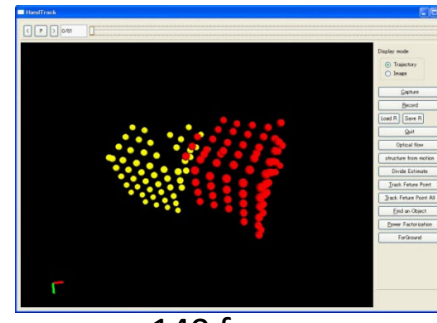 HandTrack
< P > 0/81
Display mode
Trajectory
Image
Capture
Record
Load R Save R
Quit
Optical flow
structure from motion
Divide Estimate
Track Feture Point
Track Feture Point All
Find an Object
Power Factorization
ForGround